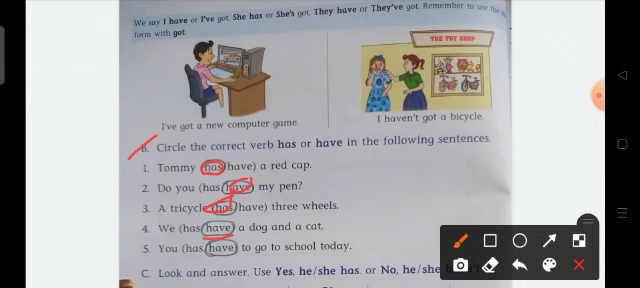 We say I have or I've got. She has or She's got. They have or They've got. Remember to use the
form with got.
THE TOY SHOP
I've got a new computer game.
I haven't got a bicycle.
B. Circle the correct verb has or have in the following sentences.
1. Tommy (has/have) a red cap.
2. Do you (has/have) my pen?
3. A tricycle (has/have) three wheels.
4. We (has/have) a dog and a cat.
5. You (has/have) to go to school today.
C. Look and answer. Use Yes, he/she has. or No, he/she